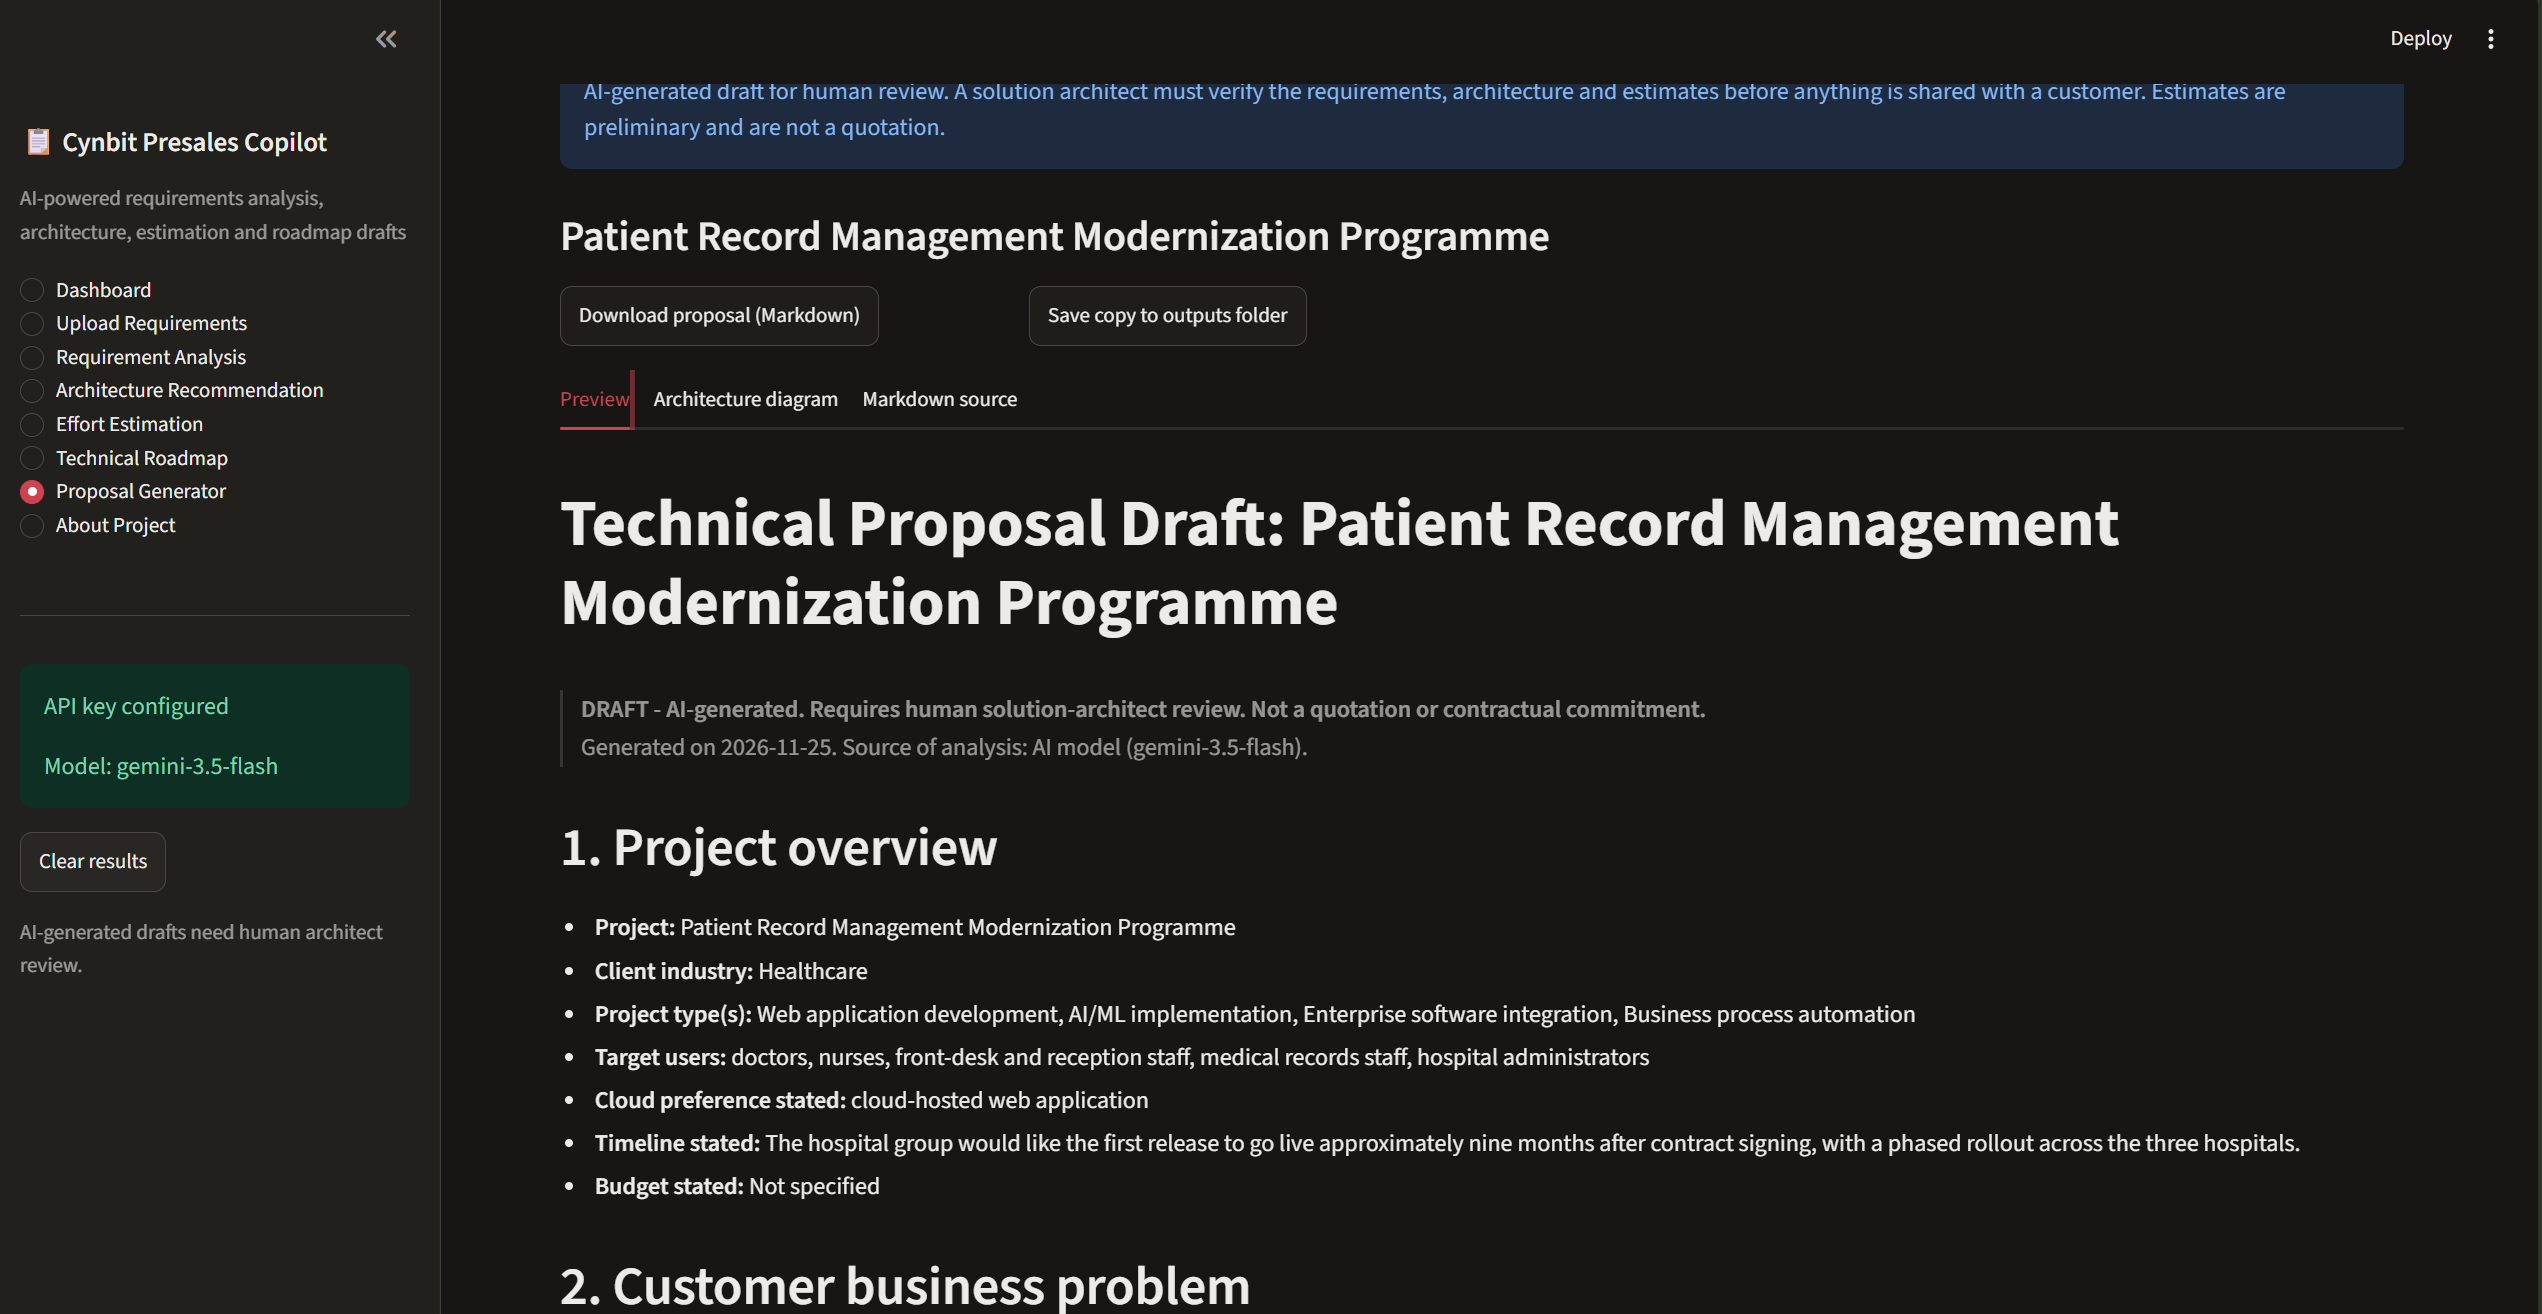 Cynbit Presales Copilot
AI-powered requirements analysis,
architecture, estimation and roadmap drafts
Dashboard
Upload Requirements
Requirement Analysis
Architecture Recommendation
Effort Estimation
Technical Roadmap
Proposal Generator
About Project
API key configured
Model: gemini-3.5-flash
Clear results
AI-generated drafts need human architect
review.
Deploy
AI-generated draft for human review. A solution architect must verify the requirements, architecture and estimates before anything is shared with a customer. Estimates are
preliminary and are not a quotation.
Patient Record Management Modernization Programme
Download proposal (Markdown)
Save copy to outputs folder
Preview
Architecture diagram
Markdown source
Technical Proposal Draft: Patient Record Management
Modernization Programme
DRAFT - AI-generated. Requires human solution-architect review. Not a quotation or contractual commitment.
Generated on 2026-11-25. Source of analysis: AI model (gemini-3.5-flash).
1. Project overview
• Project: Patient Record Management Modernization Programme
• Client industry: Healthcare
• Project type(s): Web application development, AI/ML implementation, Enterprise software integration, Business process automation
• Target users: doctors, nurses, front-desk and reception staff, medical records staff, hospital administrators
• Cloud preference stated: cloud-hosted web application
• Timeline stated: The hospital group would like the first release to go live approximately nine months after contract signing, with a phased rollout across the three hospitals.
• Budget stated: Not specified
2. Customer business problem